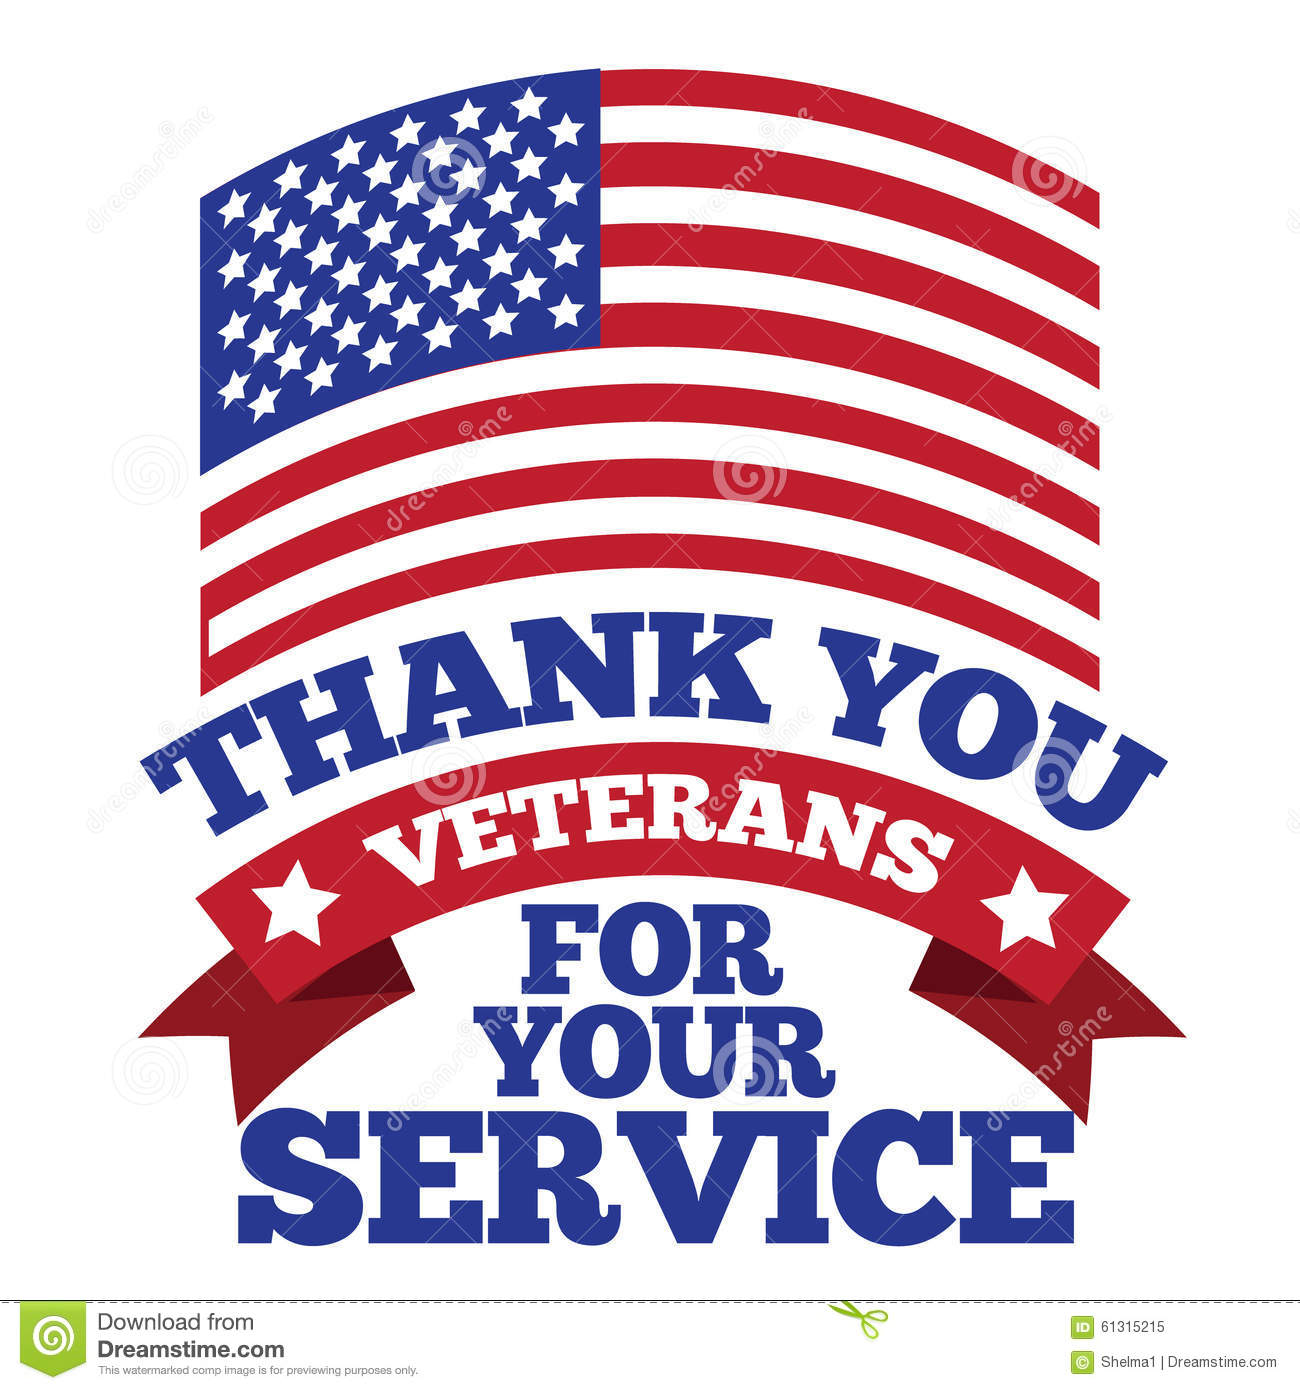 THANK YOU
VETERANS
FOR
YOUR
SERVICE
dreamstime
Download from
Dreamstime.com
This watermarked comp image is for previewing purposes only.
ID 61315215
© Shelma1 | Dreamstime.com